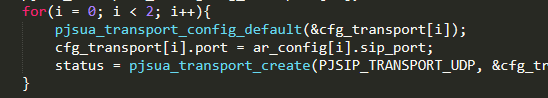 for(i = 0; i < 2; i++){
pjsua_transport_config_default(&cfg_transport[i]);
cfg_transport[i].port = ar_config[i].sip_port;
status = pjsua_transport_create(PJSIP_TRANSPORT_UDP, &cfg_tr
}